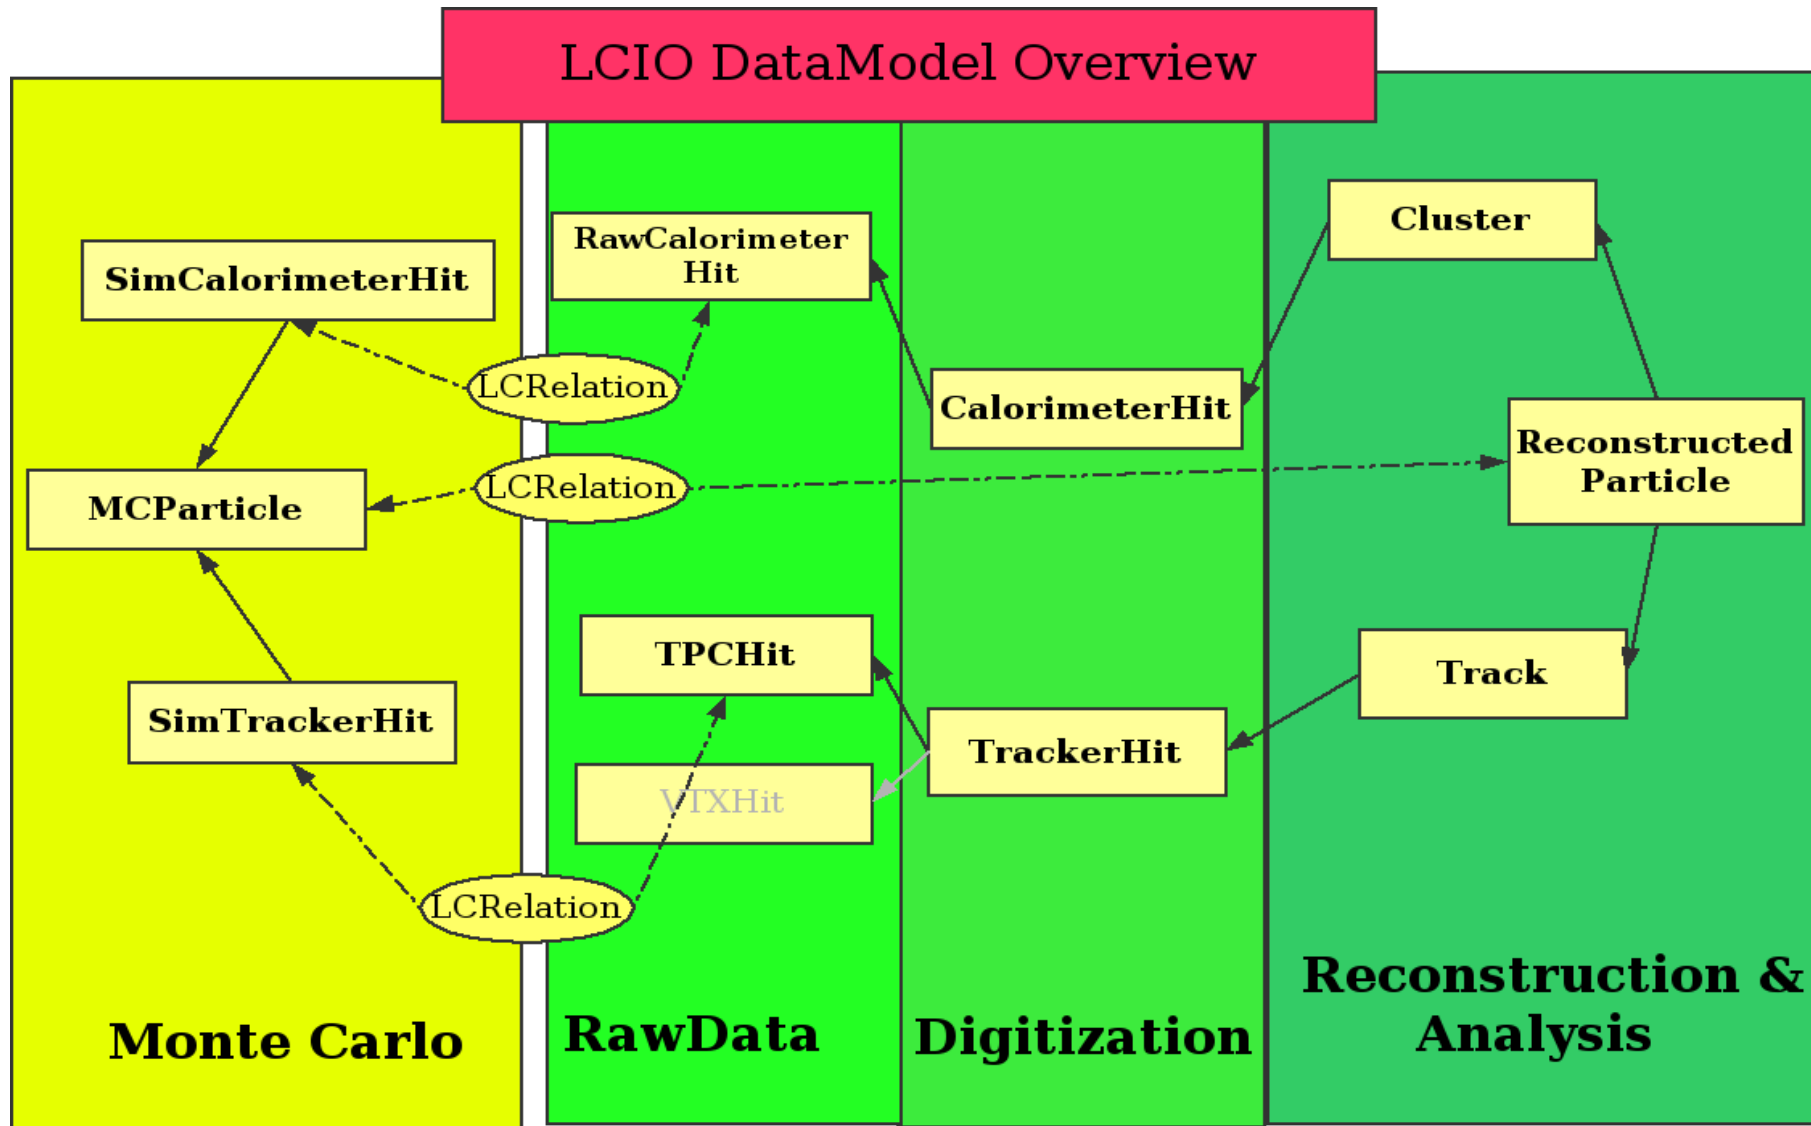 LCIO DataModel Overview
SimCalorimeterHit
MCParticle
SimTrackerHit
LCRelation
LCRelation
LCRelation
RawCalorimeter
Hit
TPCHit
VTXHit
CalorimeterHit
TrackerHit
Cluster
Reconstructed
Particle
Track
Monte Carlo
RawData
Digitization
Reconstruction &
Analysis